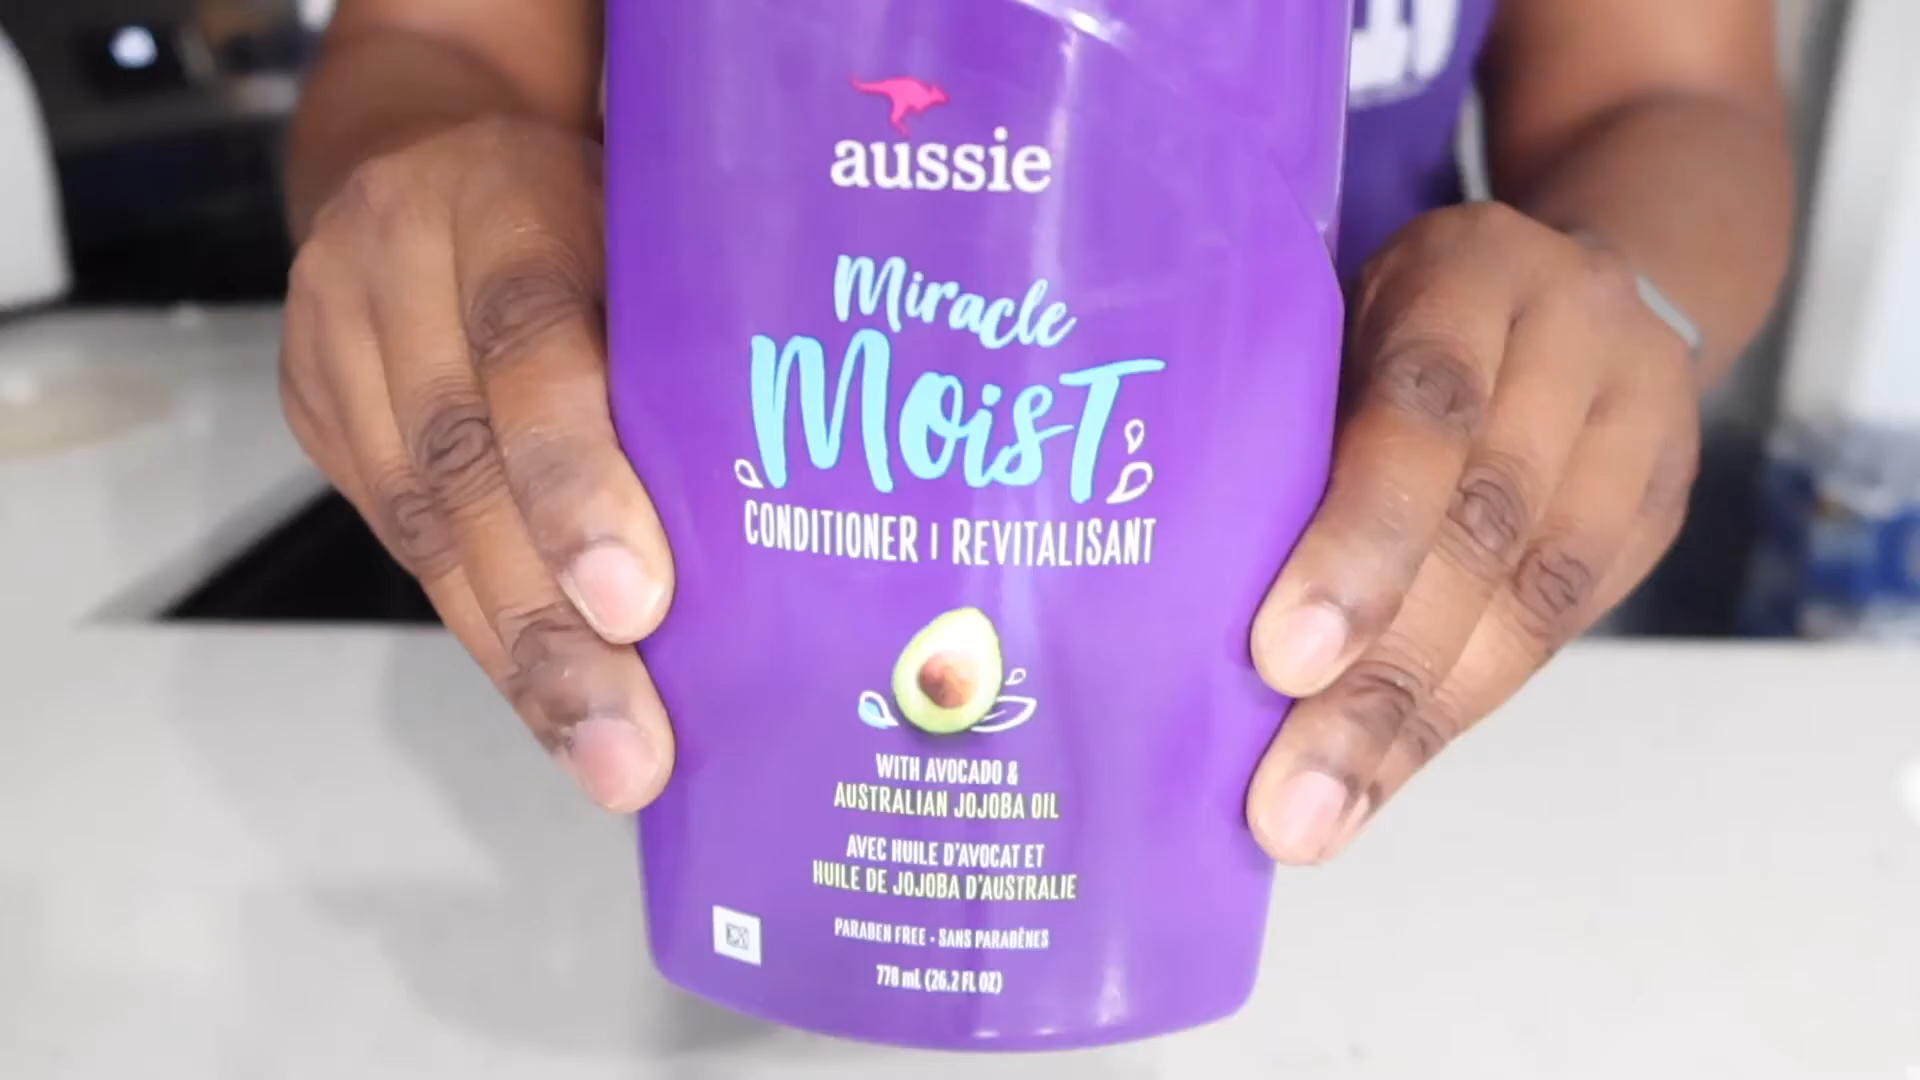 aussie
Miracle
Moist
CONDITIONER | REVITALISANT
WITH AVOCADO &
AUSTRALIAN JOJOBA OIL
AVEC HUILE D'AVOCAT ET
HUILE DE JOJOBA D'AUSTRALIE
PARABEN FREE • SANS PARABÈNES
778 mL (26.2 FL OZ)